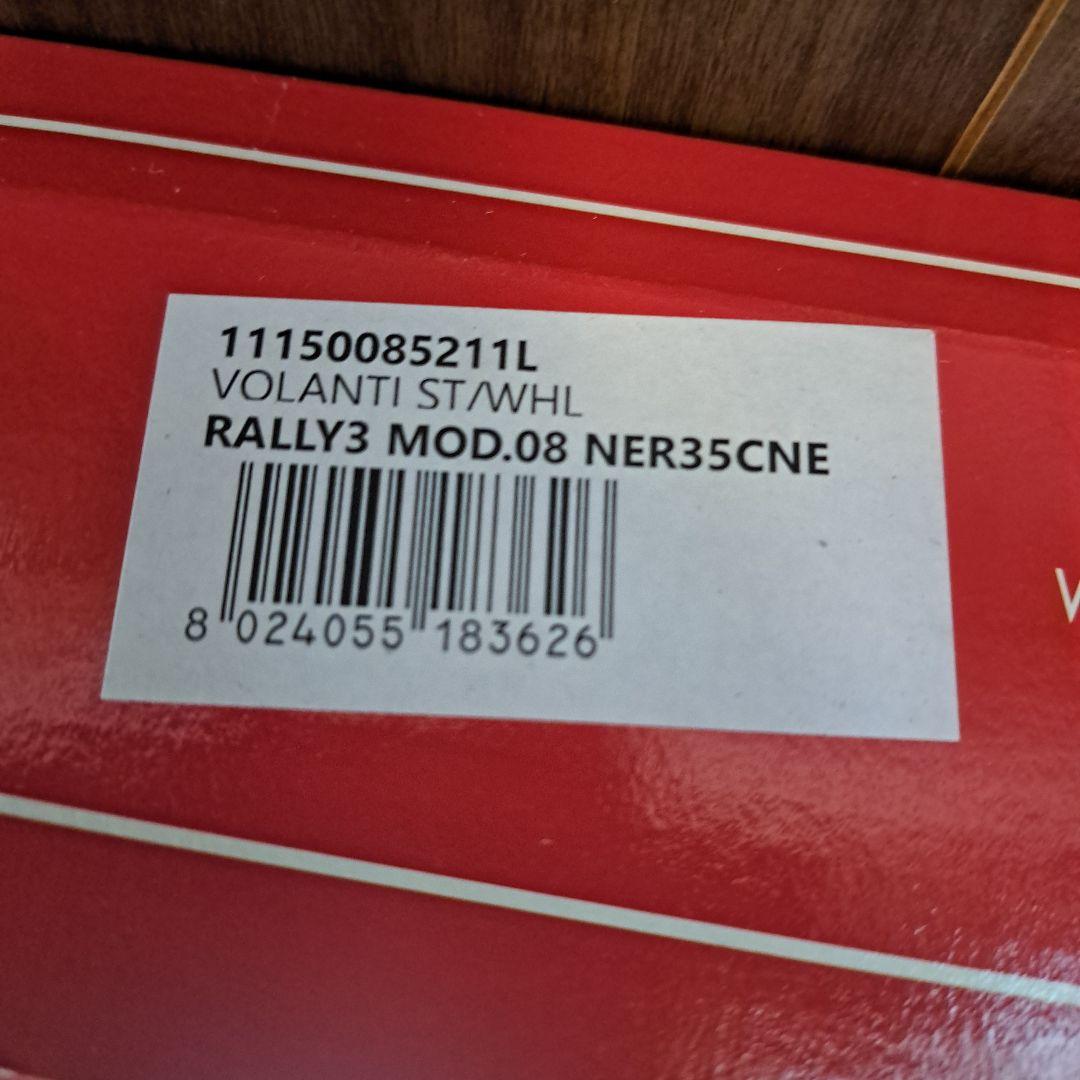 11150085211L
VOLANTI ST/WHL
RALLY3 MOD.08 NER35CNE
8 024055 183626